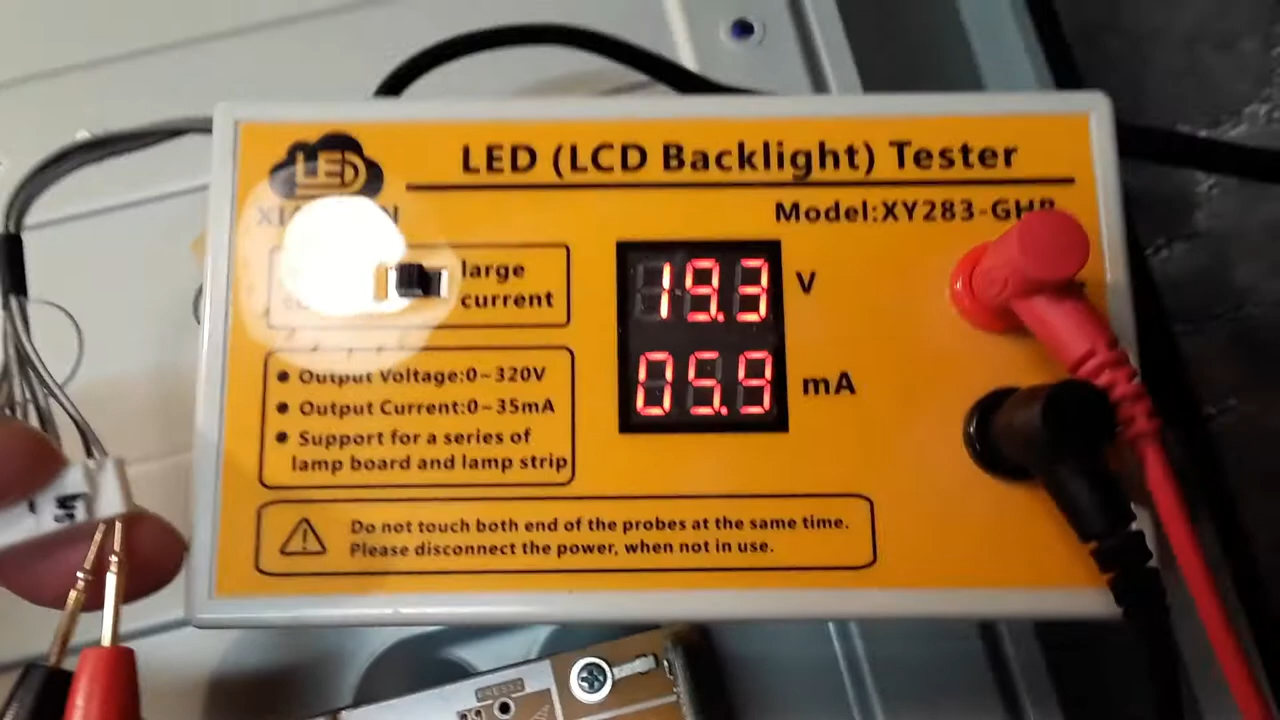 LED
LED (LCD Backlight) Tester
Model:XY283-GHB
large
current
19.3 V
05.9 mA
● Output Voltage:0~320V
● Output Current:0~35mA
● Support for a series of
lamp board and lamp strip
Do not touch both end of the probes at the same time.
Please disconnect the power, when not in use.